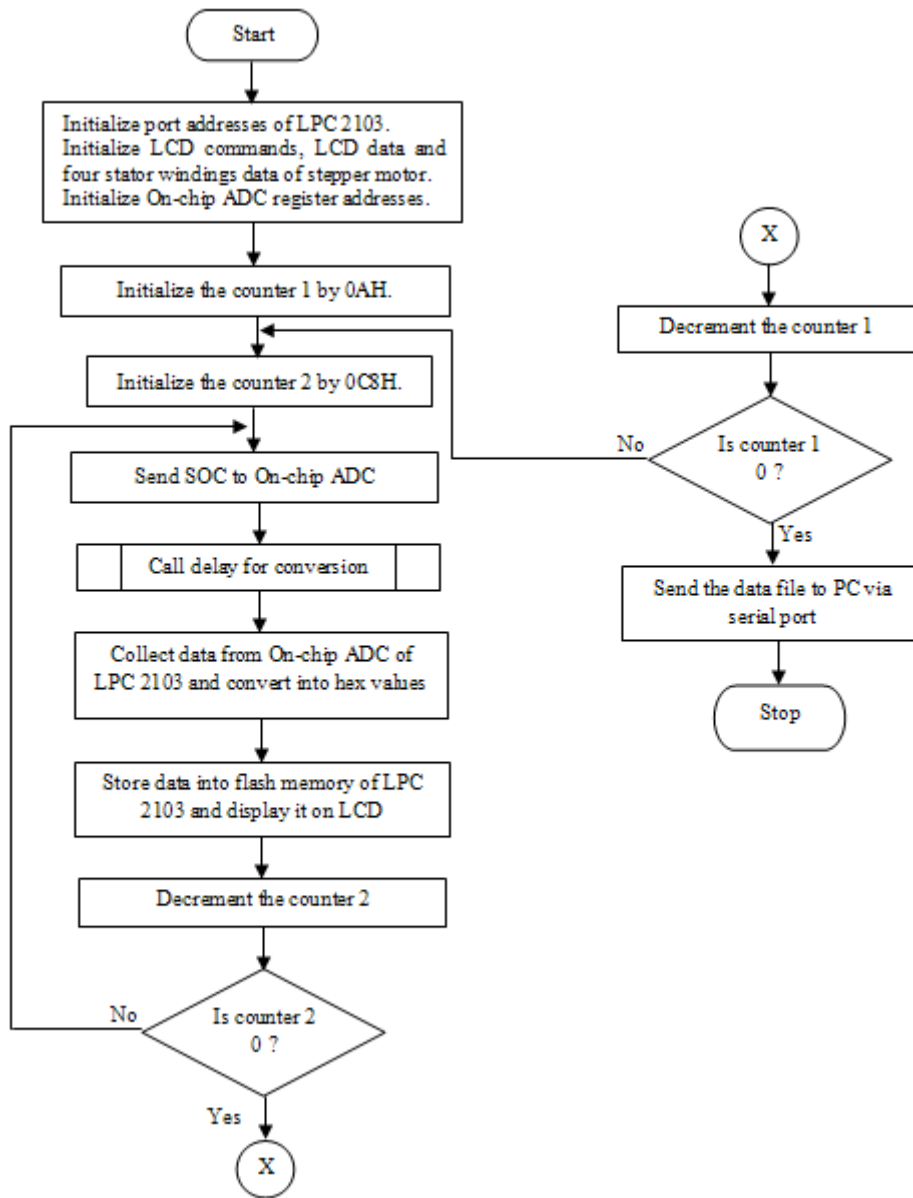 Start
Initialize port addresses of LPC 2103.
Initialize LCD commands, LCD data and
four stator windings data of stepper motor.
Initialize On-chip ADC register addresses.
Initialize the counter 1 by 0AH.
Initialize the counter 2 by 0C8H.
Send SOC to On-chip ADC
Call delay for conversion
Collect data from On-chip ADC of
LPC 2103 and convert into hex values
Store data into flash memory of LPC
2103 and display it on LCD
Decrement the counter 2
Is counter 2
0 ?
No
Yes
X
X
Decrement the counter 1
Is counter 1
0 ?
No
Yes
Send the data file to PC via
serial port
Stop